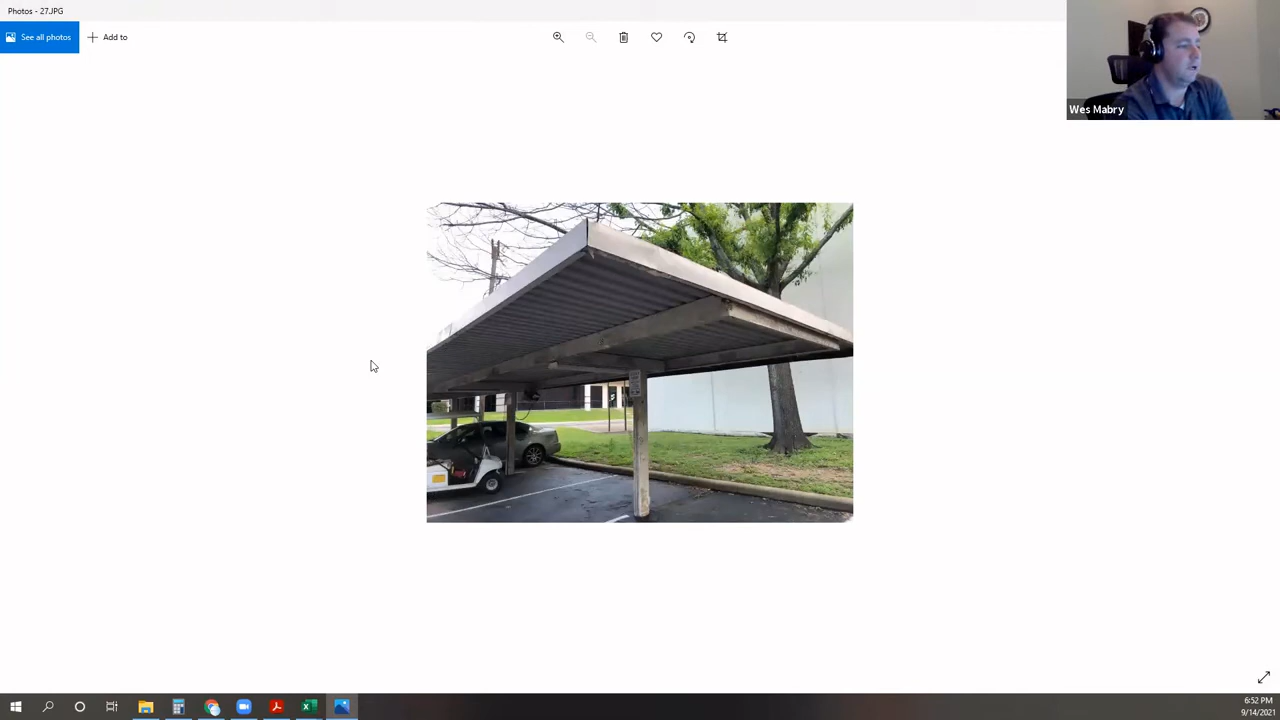 Photos - 27.JPG
See all photos
Add to
Wes Mabry
6:52 PM
9/14/2021